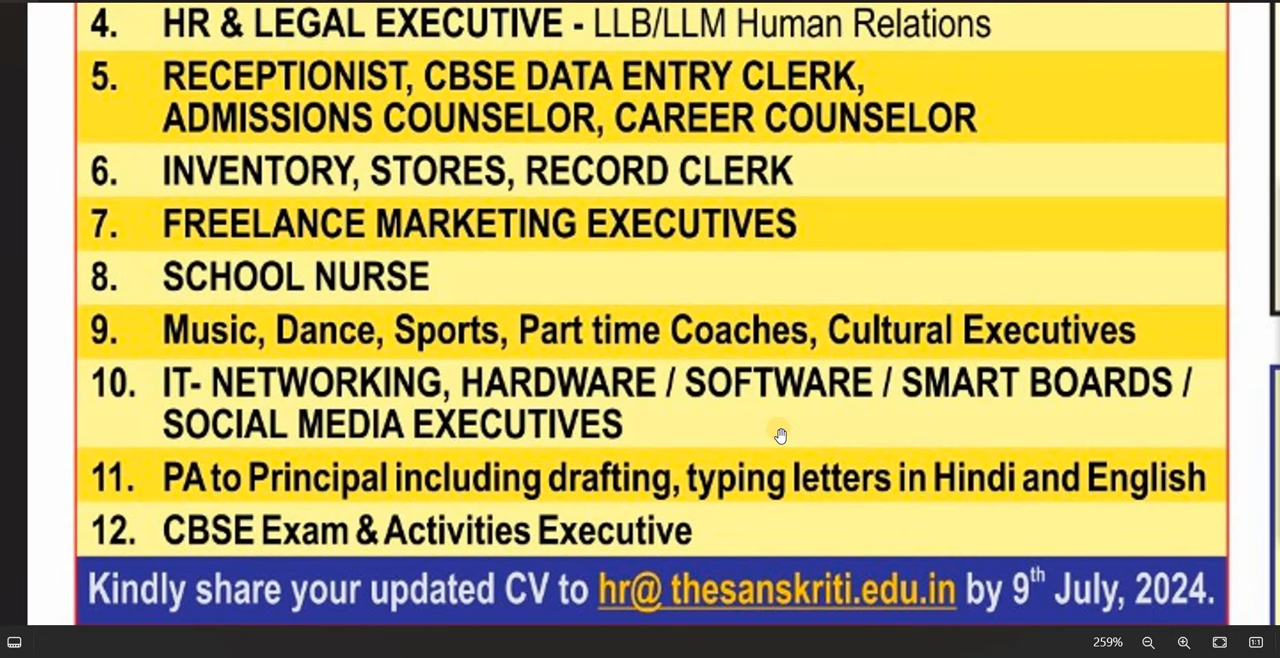 4. HR & LEGAL EXECUTIVE - LLB/LLM Human Relations
5. RECEPTIONIST, CBSE DATA ENTRY CLERK,
ADMISSIONS COUNSELOR, CAREER COUNSELOR
6. INVENTORY, STORES, RECORD CLERK
7. FREELANCE MARKETING EXECUTIVES
8. SCHOOL NURSE
9. Music, Dance, Sports, Part time Coaches, Cultural Executives
10. IT- NETWORKING, HARDWARE / SOFTWARE / SMART BOARDS /
SOCIAL MEDIA EXECUTIVES
11. PA to Principal including drafting, typing letters in Hindi and English
12. CBSE Exam & Activities Executive
Kindly share your updated CV to hr@ thesanskriti.edu.in by 9th July, 2024.
259%
1:1